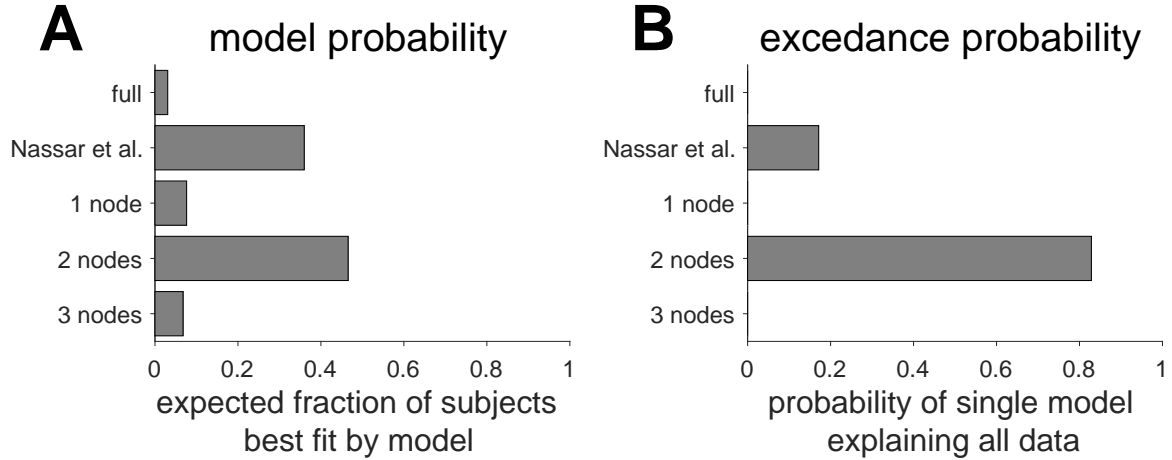 A
model probability
full
Nassar et al.
1 node
2 nodes
3 nodes
0 0.2 0.4 0.6 0.8 1
expected fraction of subjects
best fit by model
B
excedance probability
full
Nassar et al.
1 node
2 nodes
3 nodes
0 0.2 0.4 0.6 0.8 1
probability of single model
explaining all data